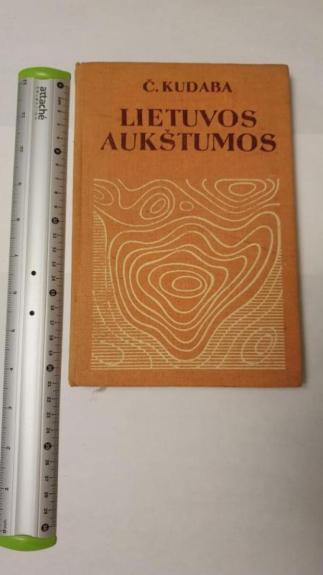 attaché
Č. KUDABA
LIETUVOS
AUKŠTUMOS